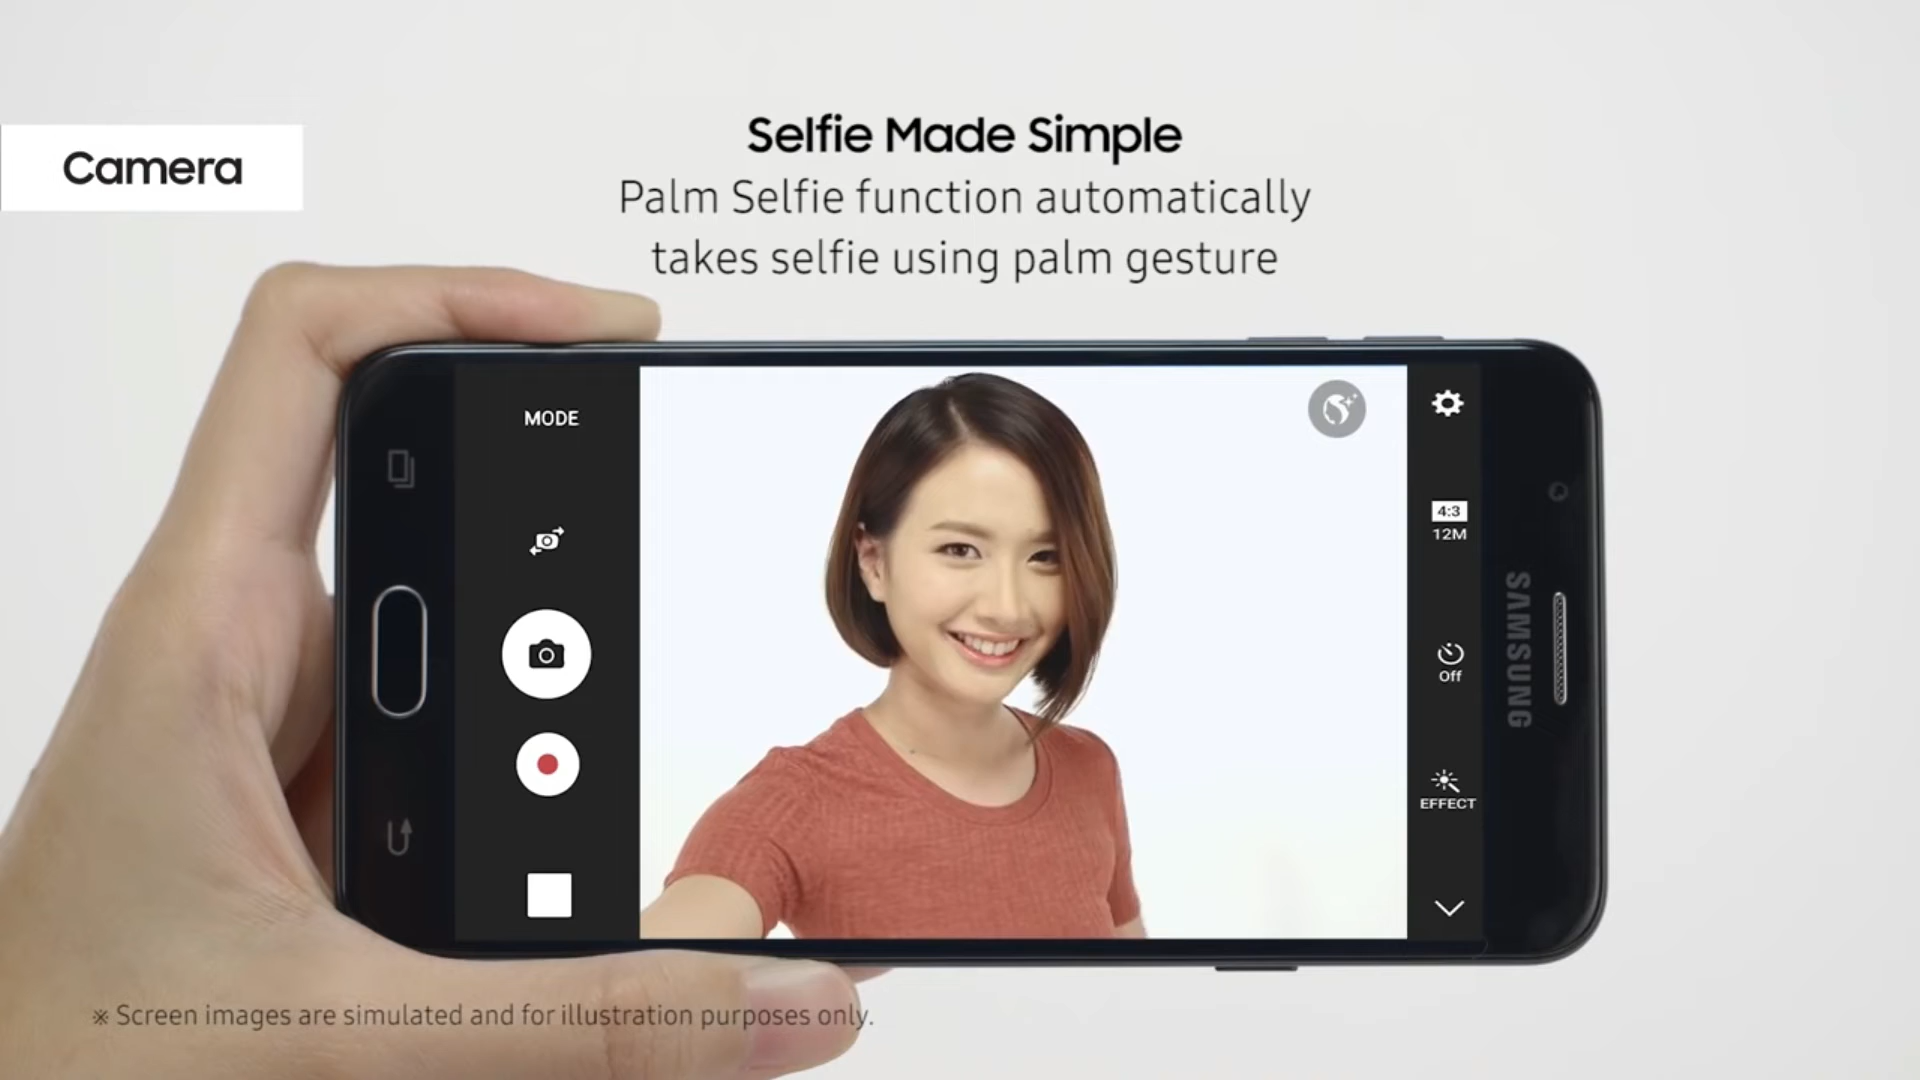 Camera
Selfie Made Simple
Palm Selfie function automatically
takes selfie using palm gesture
MODE
4:3
12M
Off
EFFECT
SAMSUNG
※ Screen images are simulated and for illustration purposes only.